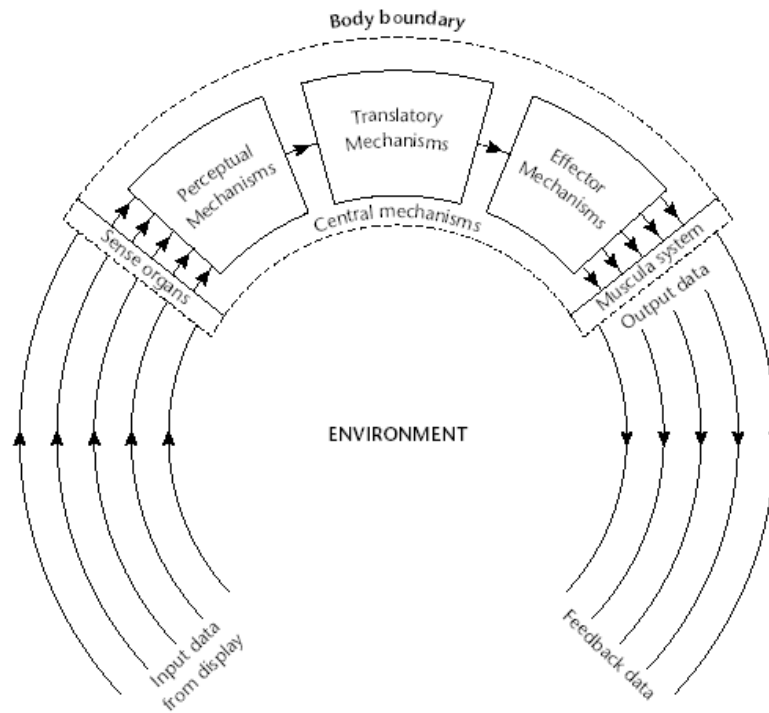 Body boundary
Perceptual
Mechanisms
Translatory
Mechanisms
Effector
Mechanisms
Central mechanisms
Sense organs
Muscula system
Output data
ENVIRONMENT
Input data
from display
Feedback data